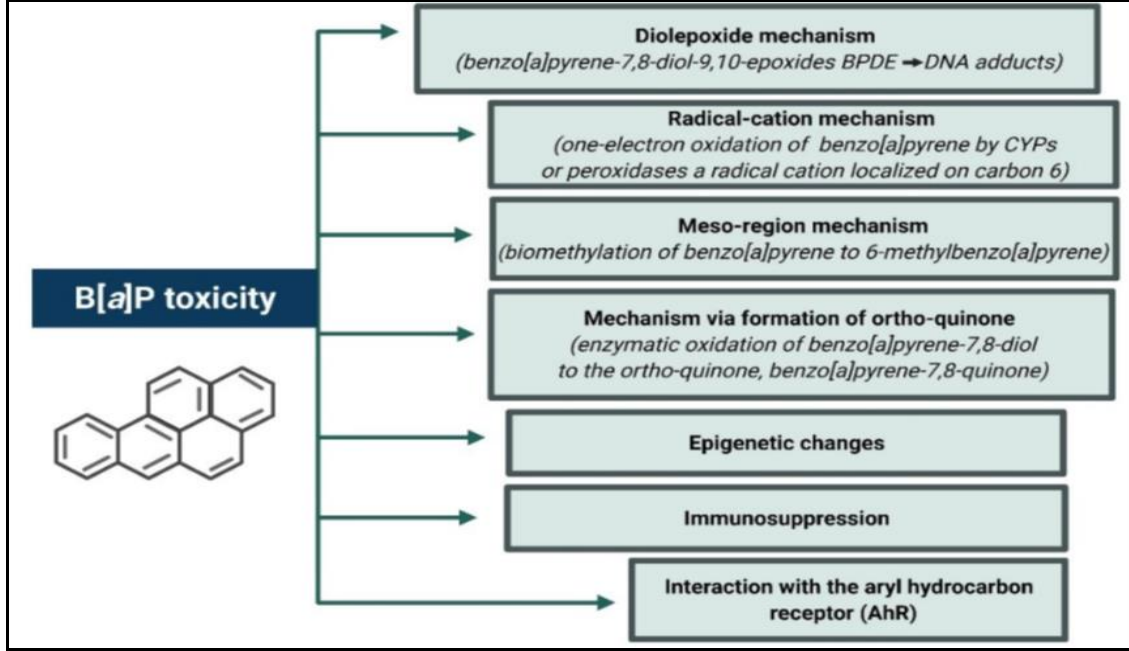 Diolepoxide mechanism
(benzo[a]pyrene-7,8-diol-9,10-epoxides BPDE ➔DNA adducts)
Radical-cation mechanism
(one-electron oxidation of benzo[a]pyrene by CYPs
or peroxidases a radical cation localized on carbon 6)
Meso-region mechanism
(biomethylation of benzo[a]pyrene to 6-methylbenzo[a]pyrene)
B[a]P toxicity
Mechanism via formation of ortho-quinone
(enzymatic oxidation of benzo[a]pyrene-7,8-diol
to the ortho-quinone, benzo[a]pyrene-7,8-quinone)
Epigenetic changes
Immunosuppression
Interaction with the aryl hydrocarbon
receptor (AhR)